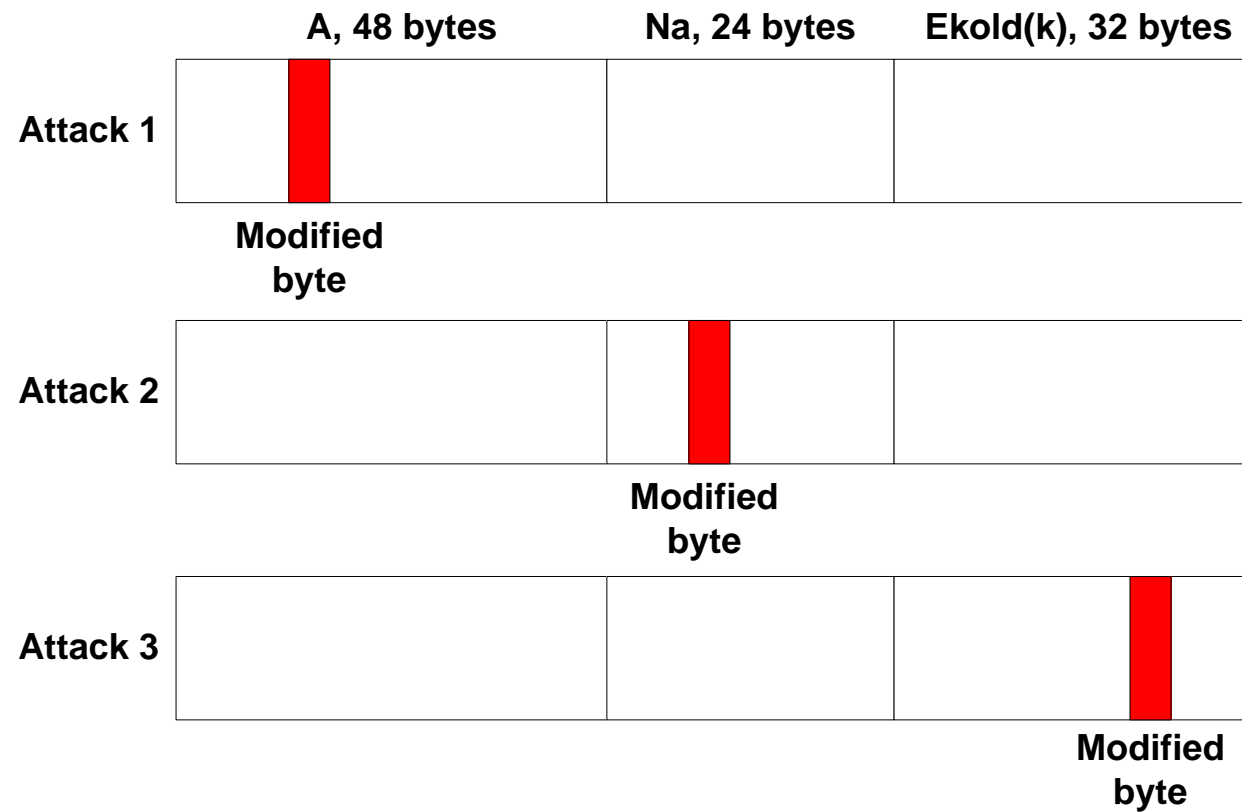 A, 48 bytes
Na, 24 bytes
Ekold(k), 32 bytes
Attack 1
Modified
byte
Attack 2
Modified
byte
Attack 3
Modified
byte